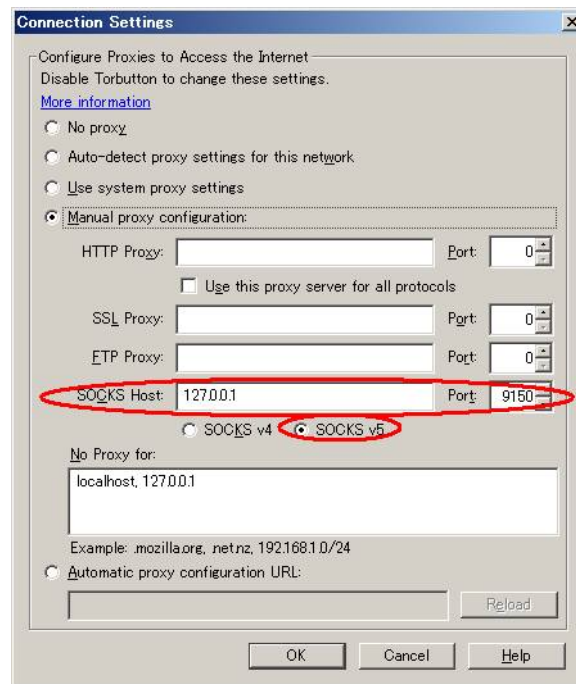 Connection Settings
Configure Proxies to Access the Internet
Disable Torbutton to change these settings.
More information
No proxy
Auto-detect proxy settings for this network
Use system proxy settings
Manual proxy configuration:
HTTP Proxy: Port: 0
Use this proxy server for all protocols
SSL Proxy: Port: 0
FTP Proxy: Port: 0
SOCKS Host: 127.0.0.1 Port: 9150
SOCKS v4 SOCKS v5
No Proxy for:
localhost, 127.0.0.1
Example: .mozilla.org, .net.nz, 192.168.1.0/24
Automatic proxy configuration URL:
Reload
OK Cancel Help